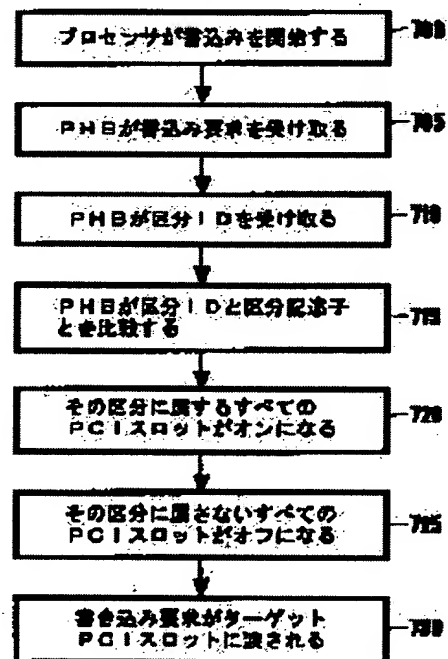 プロセッサが書込みを開始する
700
PHBが書込み要求を受け取る
705
PHBが区分IDを受け取る
710
PHBが区分IDと区分記述子
とを比較する
715
その区分に属するすべての
PCIスロットがオンになる
720
その区分に属さないすべての
PCIスロットがオフになる
725
書き込み要求がターゲット
PCIスロットに渡される
730